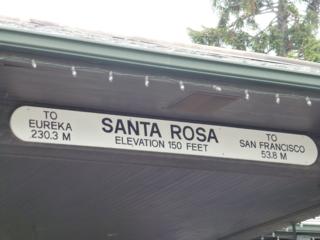 TO
EUREKA
230.3 M
SANTA ROSA
ELEVATION 150 FEET
TO
SAN FRANCISCO
53.8 M